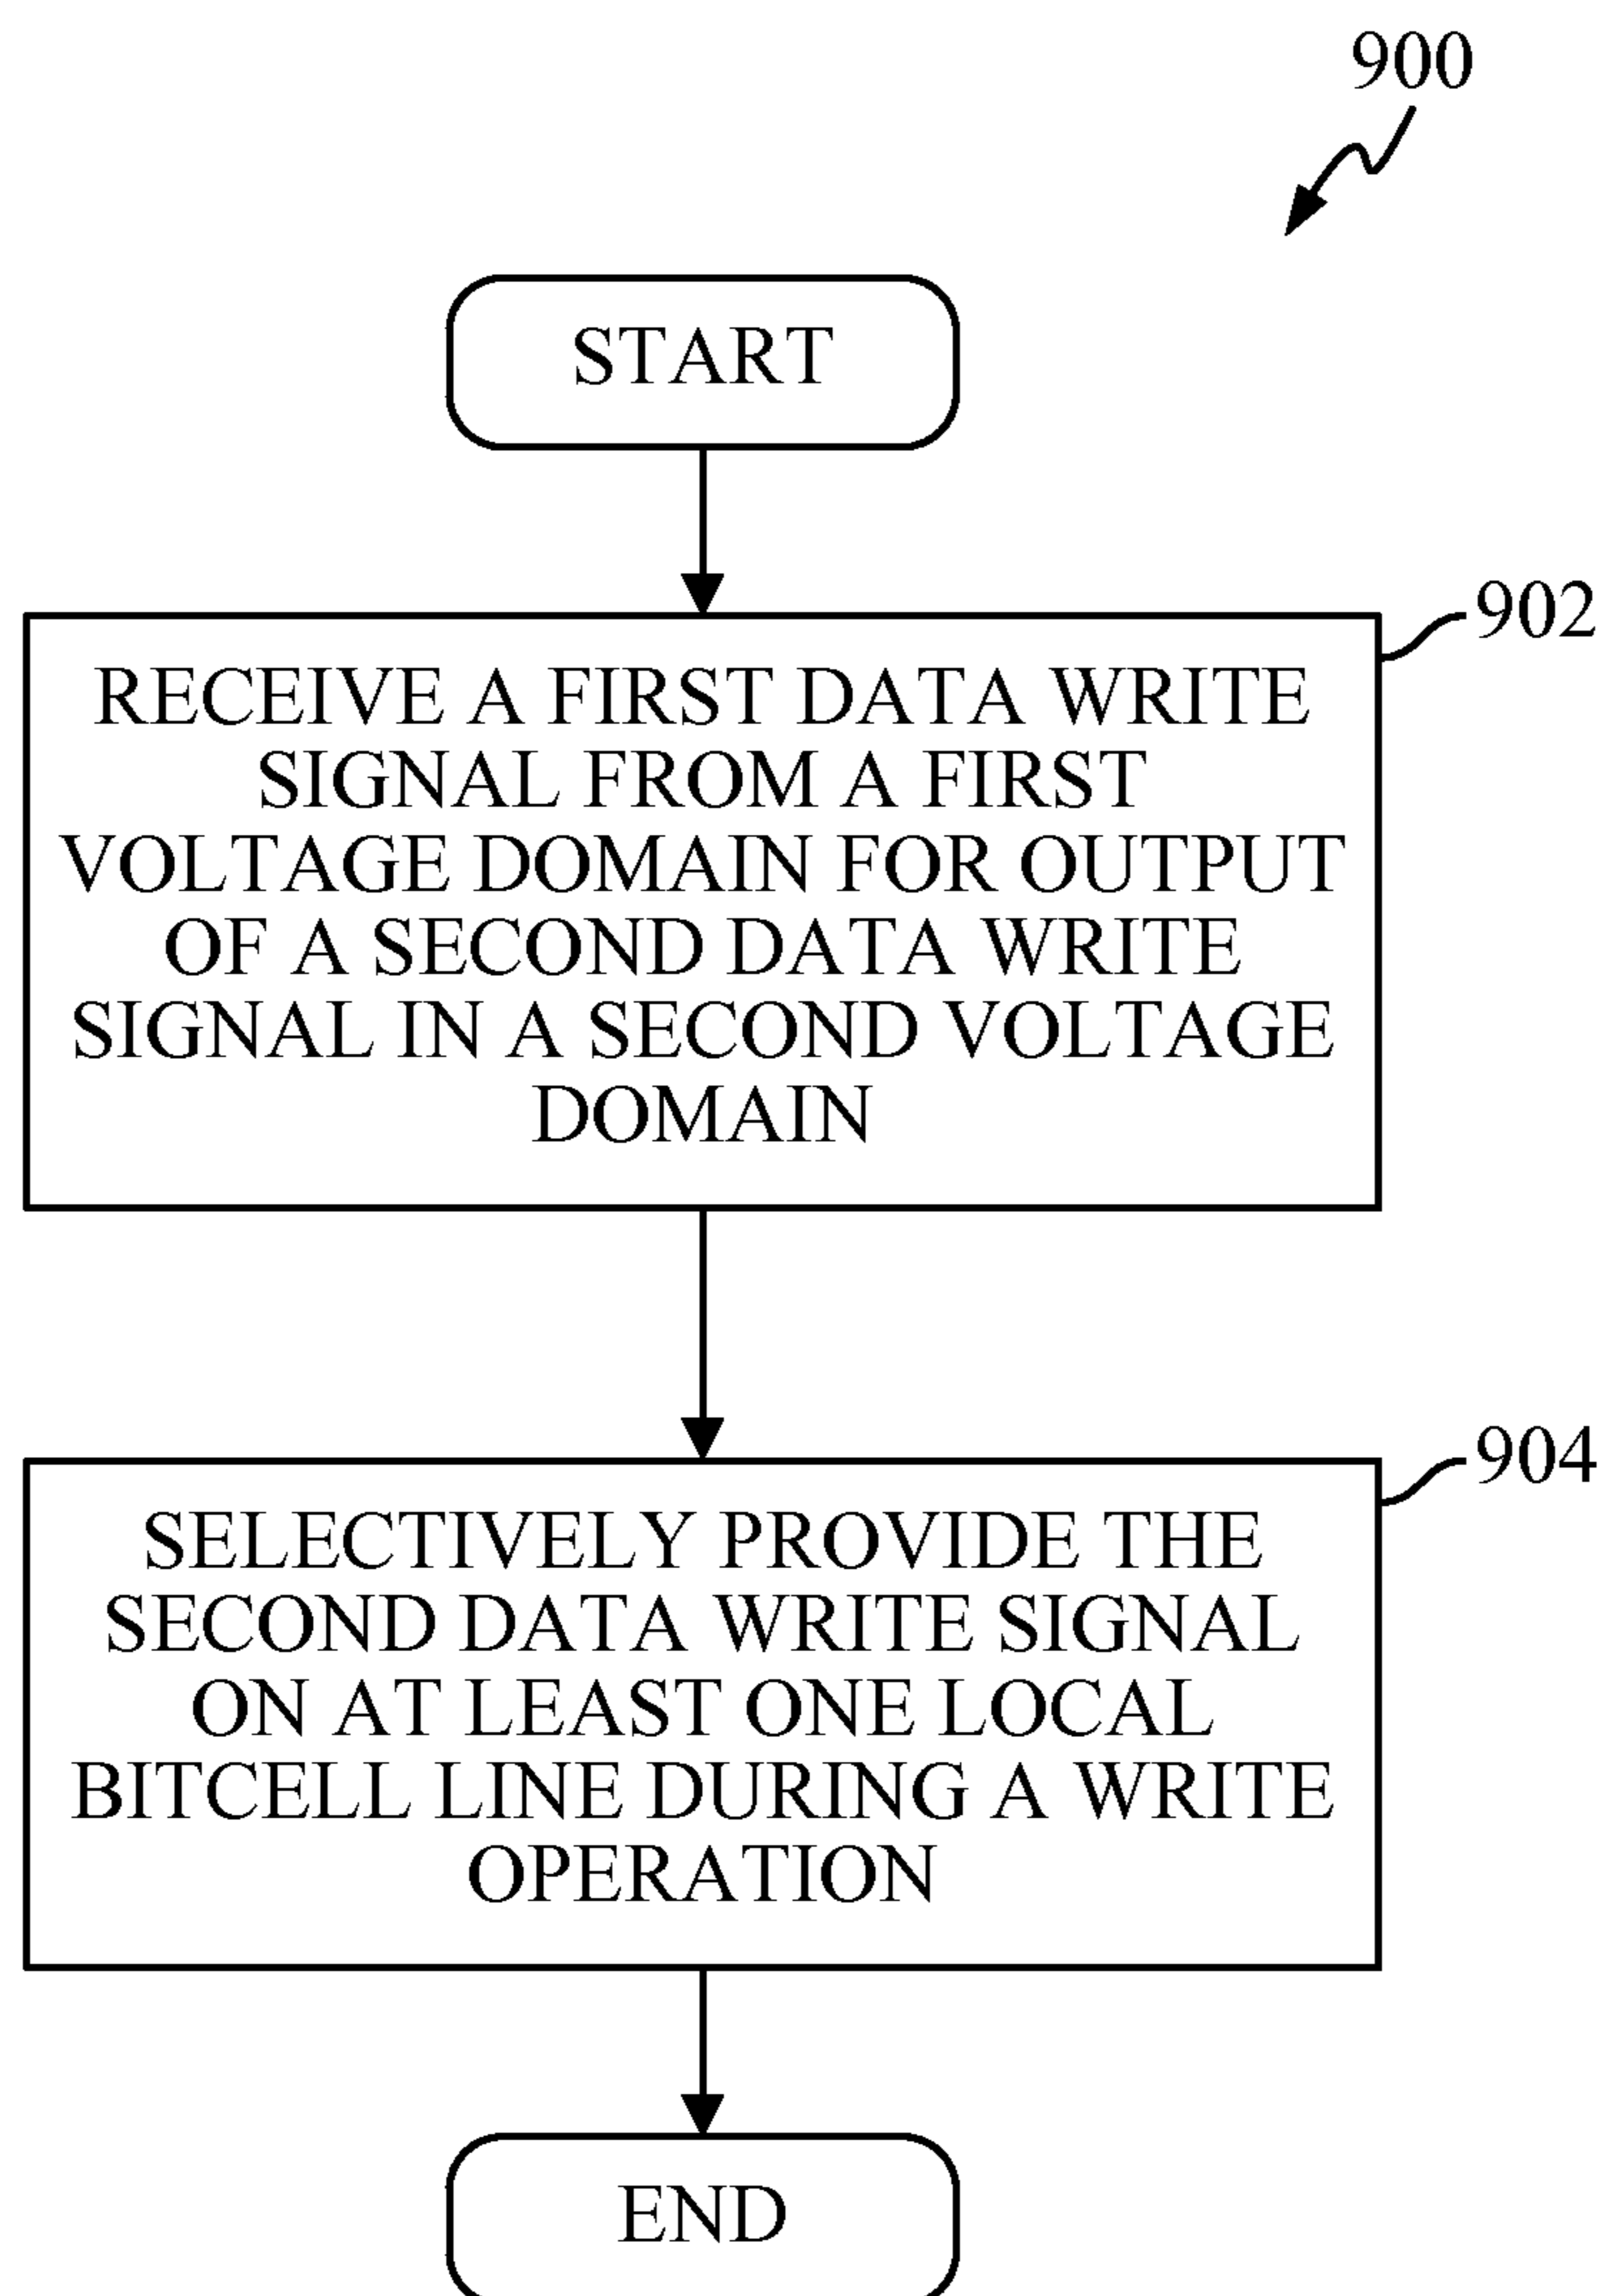 900
START
902
RECEIVE A FIRST DATA WRITE
SIGNAL FROM A FIRST
VOLTAGE DOMAIN FOR OUTPUT
OF A SECOND DATA WRITE
SIGNAL IN A SECOND VOLTAGE
DOMAIN
904
SELECTIVELY PROVIDE THE
SECOND DATA WRITE SIGNAL
ON AT LEAST ONE LOCAL
BITCELL LINE DURING A WRITE
OPERATION
END